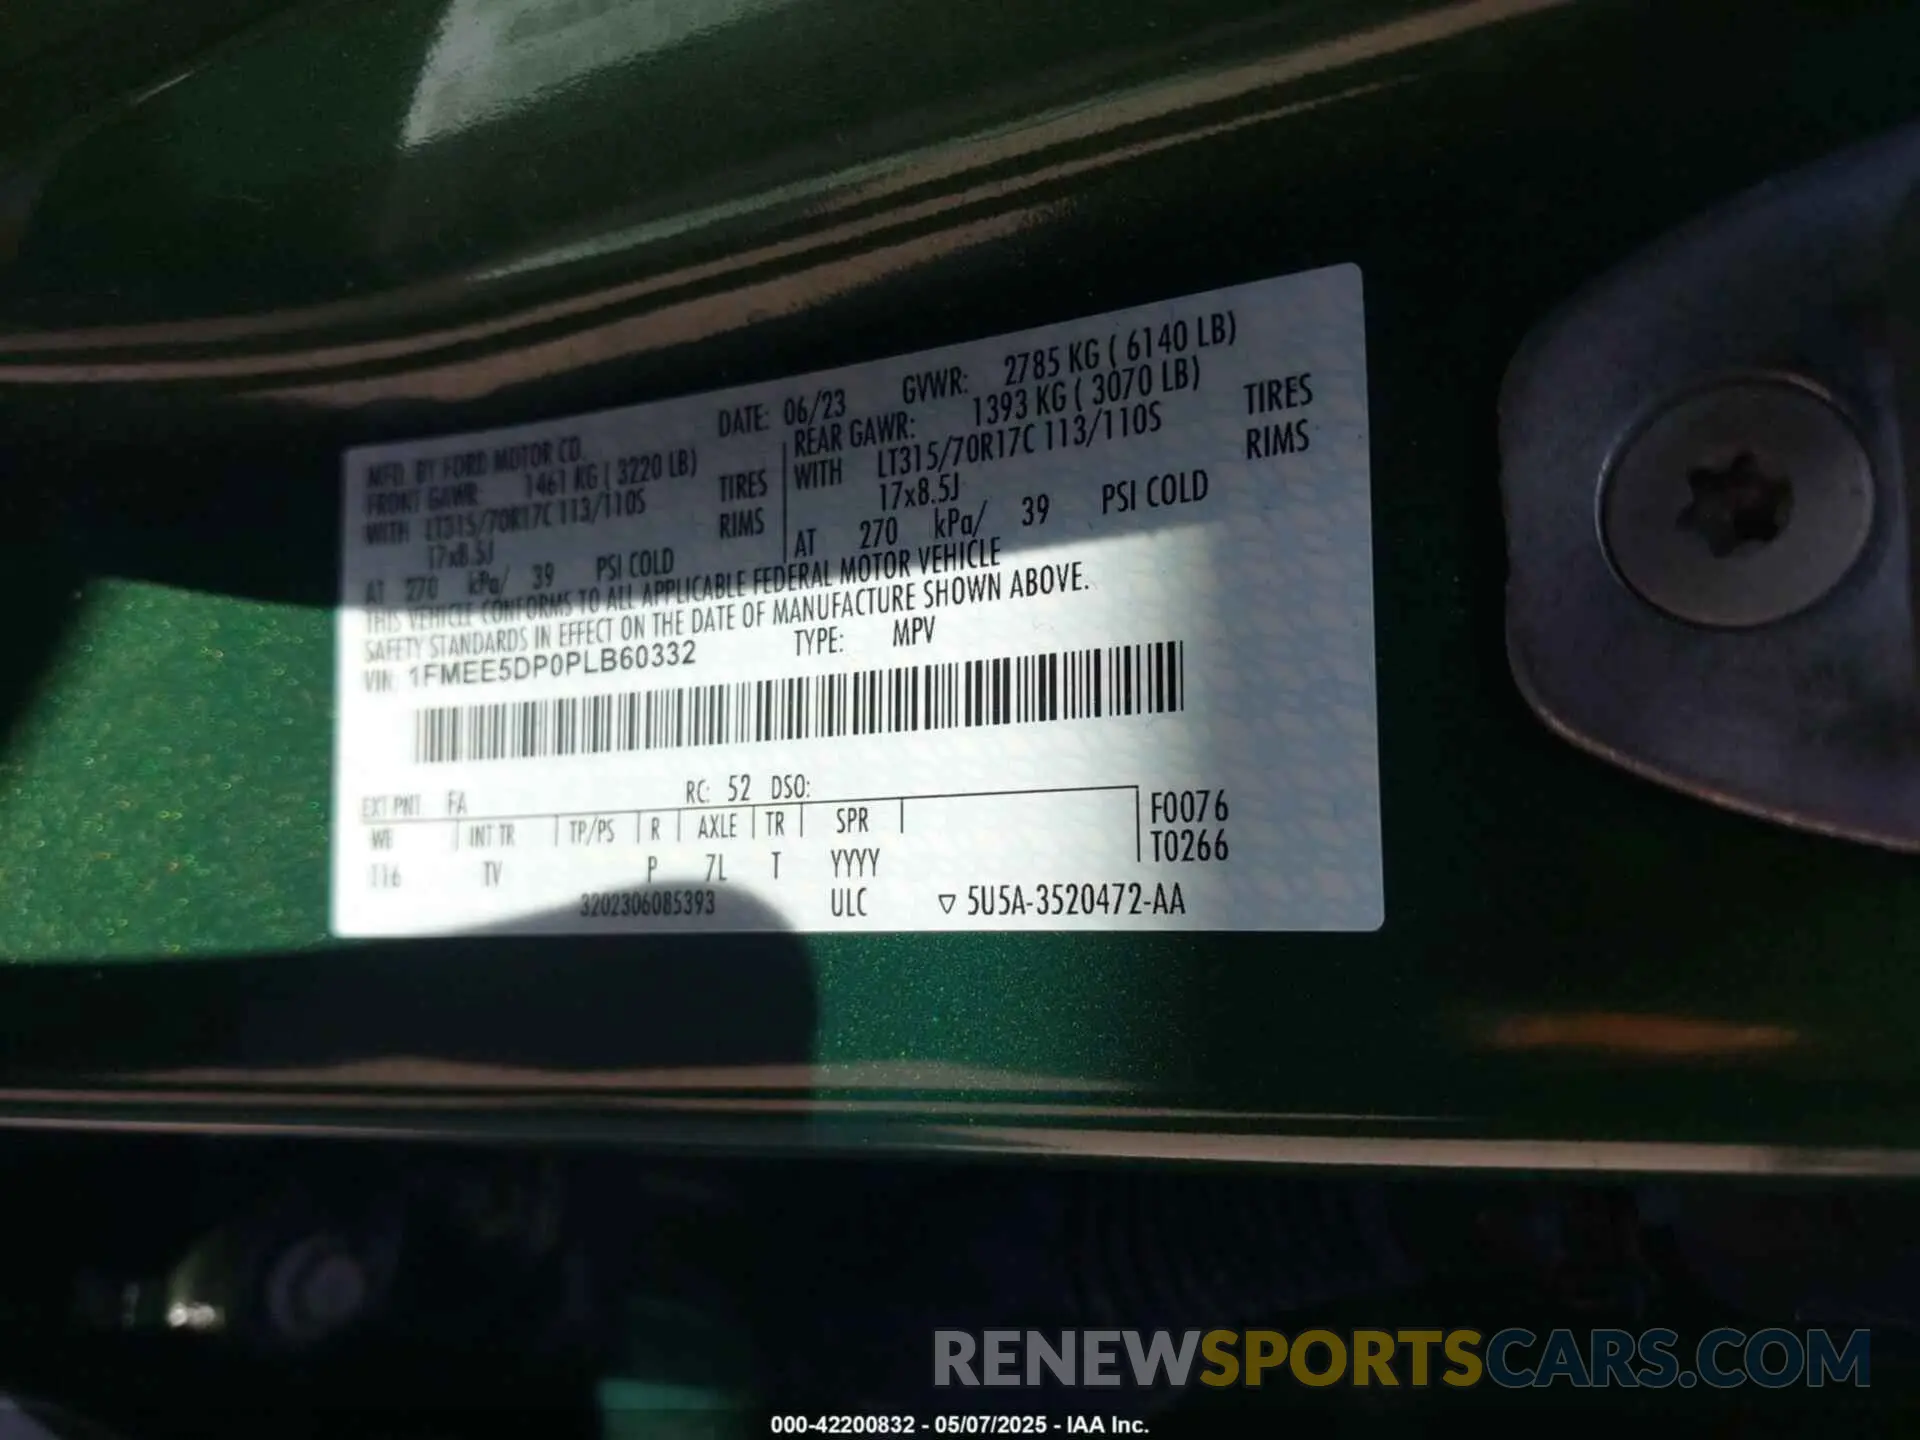 MFD. BY FORD MOTOR CO. DATE: 06/23 GVWR: 2785 KG ( 6140 LB)
FRONT GAWR: 1461 KG ( 3220 LB) REAR GAWR: 1393 KG ( 3070 LB)
WITH LT315/70R17C 113/110S TIRES WITH LT315/70R17C 113/110S TIRES
17x8.5J RIMS 17x8.5J RIMS
AT 270 kPa/ 39 PSI COLD AT 270 kPa/ 39 PSI COLD
THIS VEHICLE CONFORMS TO ALL APPLICABLE FEDERAL MOTOR VEHICLE
SAFETY STANDARDS IN EFFECT ON THE DATE OF MANUFACTURE SHOWN ABOVE.
VIN: 1FMEE5DP0PLB60332 TYPE: MPV
EXT PNT FA RC: 52 DSO:
WB INT TR TP/PS R AXLE TR SPR F0076
116 TV P 7L T YYYY T0266
3202306085393 ULC ▽ 5U5A-3520472-AA
RENEWSPORTSCARS.COM
000-42200832 - 05/07/2025 - IAA Inc.